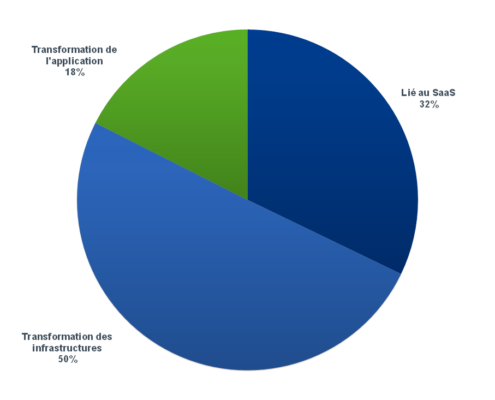 Transformation de
l'application
18%
Lié au SaaS
32%
Transformation des
infrastructures
50%